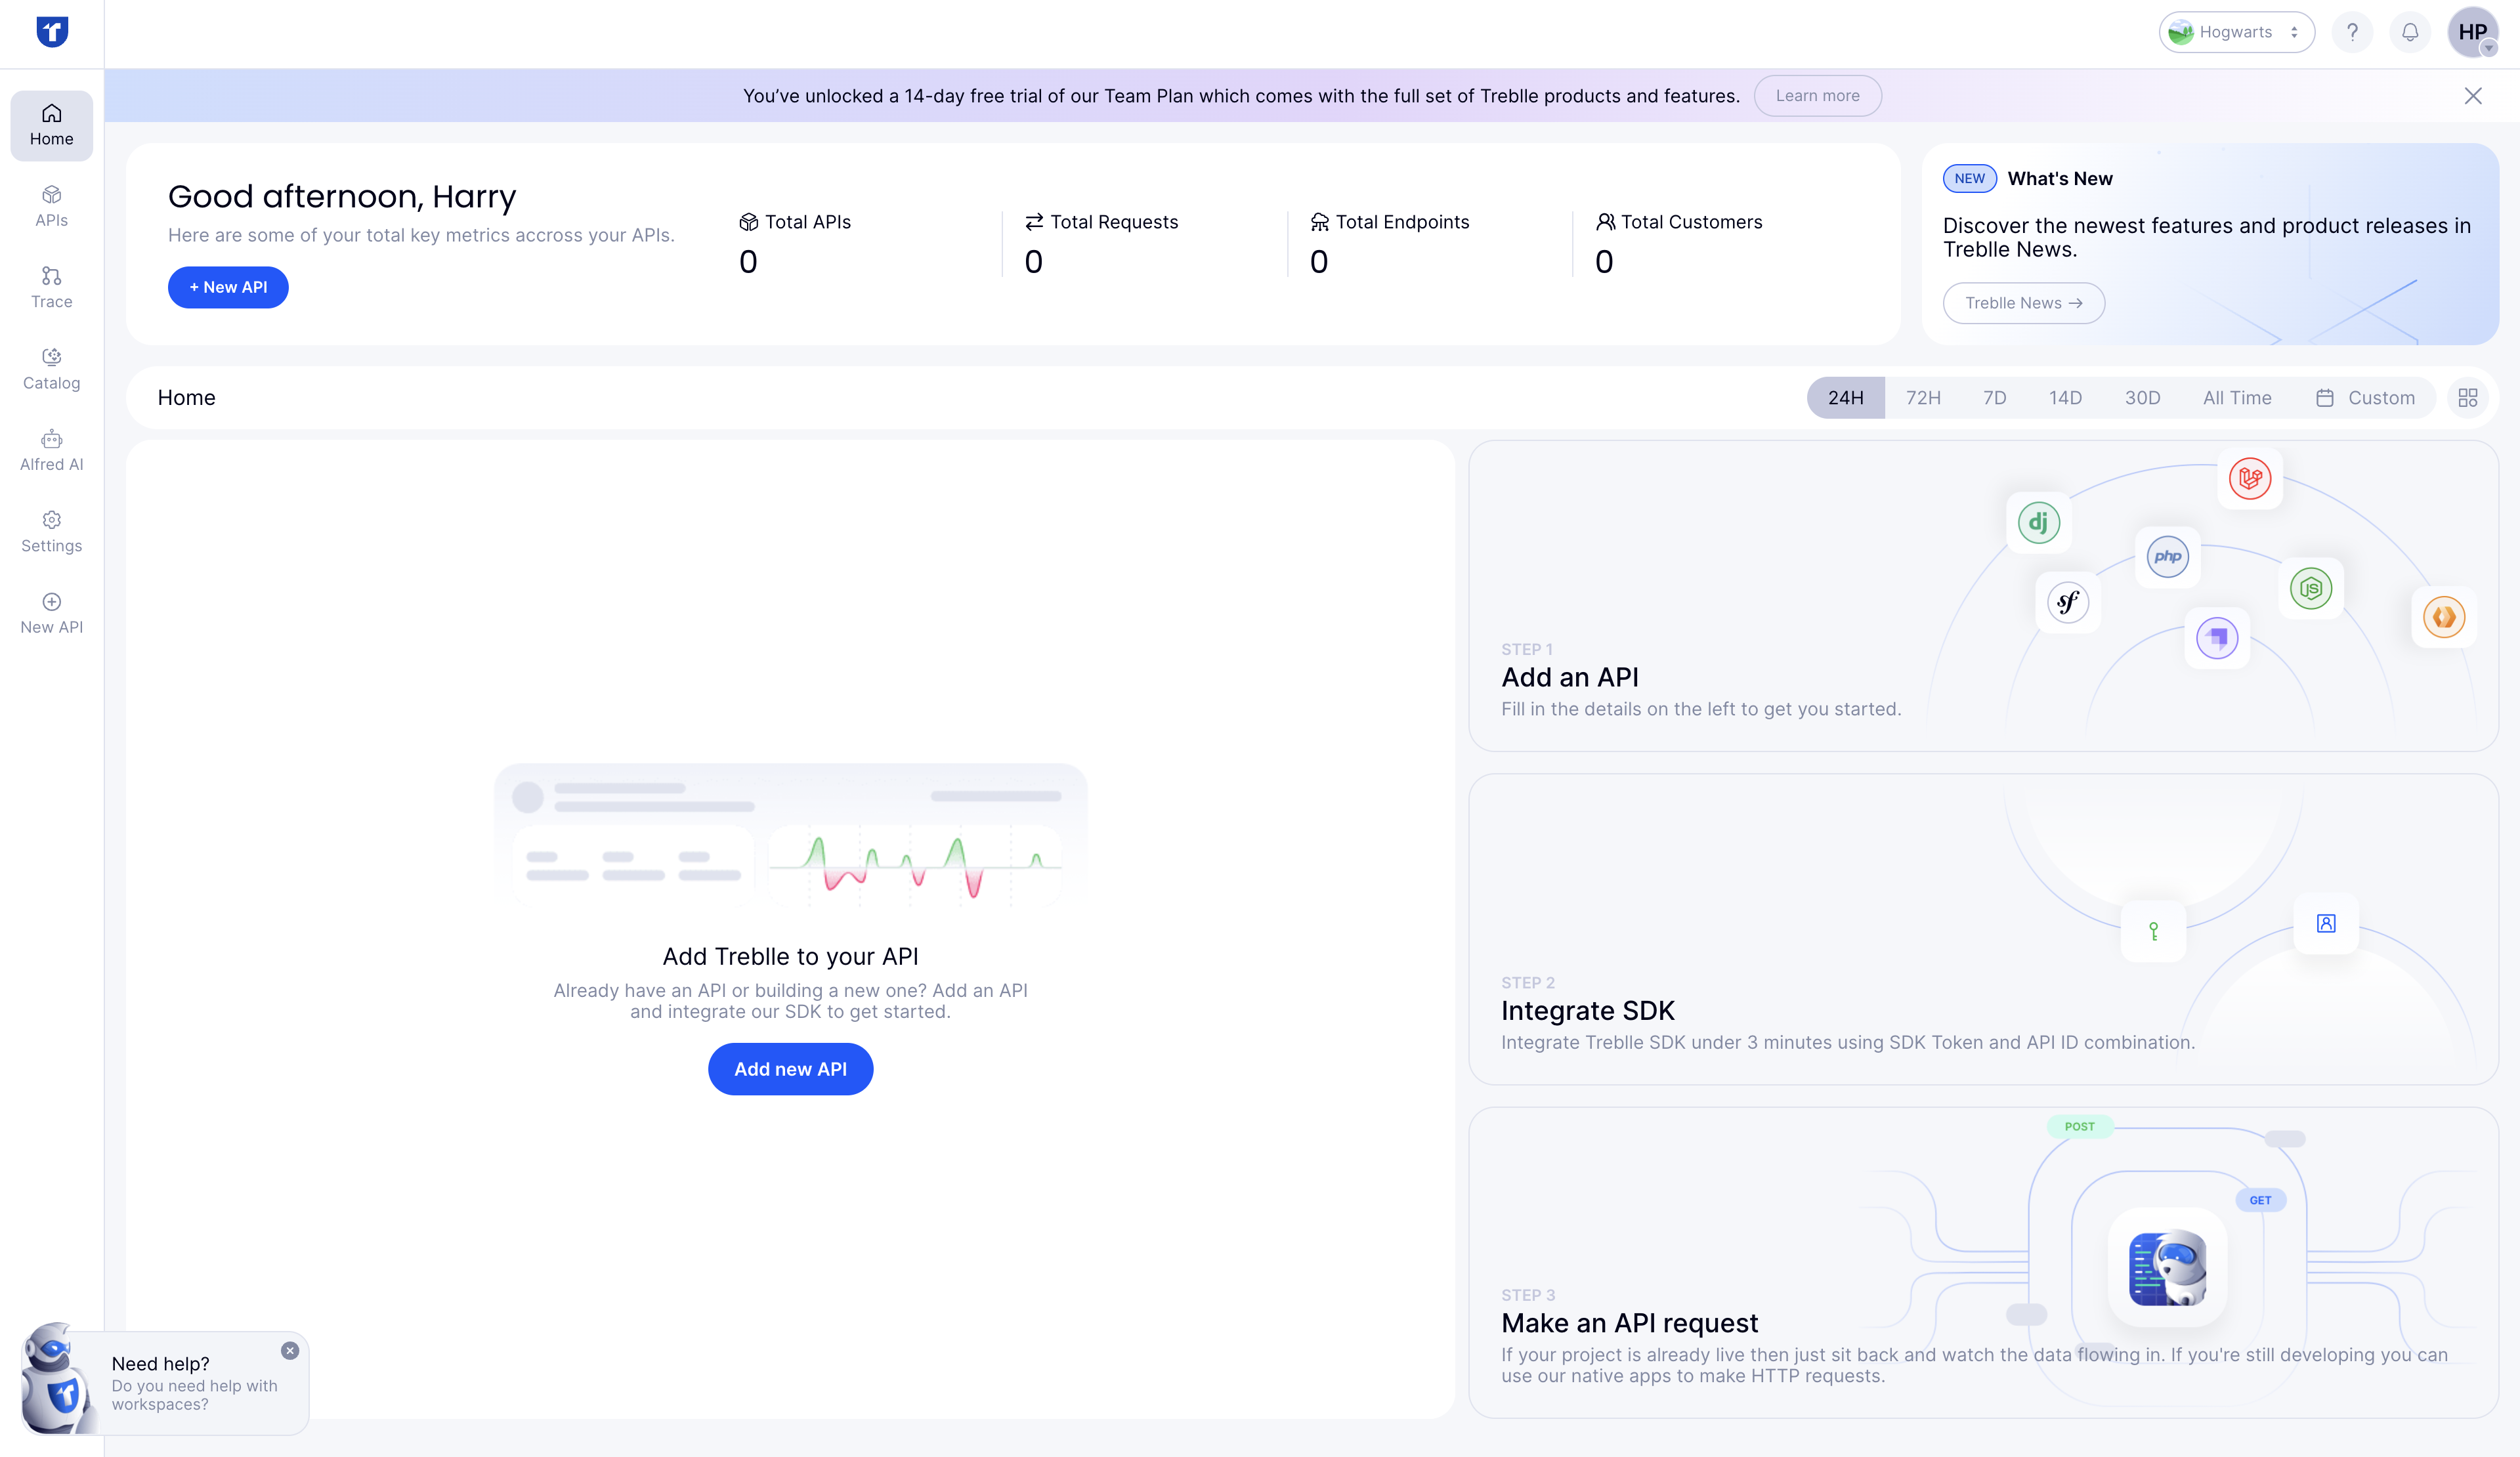 Hogwarts
?
HP
You’ve unlocked a 14-day free trial of our Team Plan which comes with the full set of Treblle products and features.
Learn more
Home
APIs
Trace
Catalog
Alfred AI
Settings
New API
Good afternoon, Harry
Here are some of your total key metrics accross your APIs.
+ New API
Total APIs
0
Total Requests
0
Total Endpoints
0
Total Customers
0
NEW
What's New
Discover the newest features and product releases in
Treblle News.
Treblle News →
Home
24H
72H
7D
14D
30D
All Time
Custom
Add Treblle to your API
Already have an API or building a new one? Add an API
and integrate our SDK to get started.
Add new API
dj
php
sf
JS
STEP 1
Add an API
Fill in the details on the left to get you started.
STEP 2
Integrate SDK
Integrate Treblle SDK under 3 minutes using SDK Token and API ID combination.
POST
GET
STEP 3
Make an API request
If your project is already live then just sit back and watch the data flowing in. If you're still developing you can
use our native apps to make HTTP requests.
Need help?
Do you need help with
workspaces?